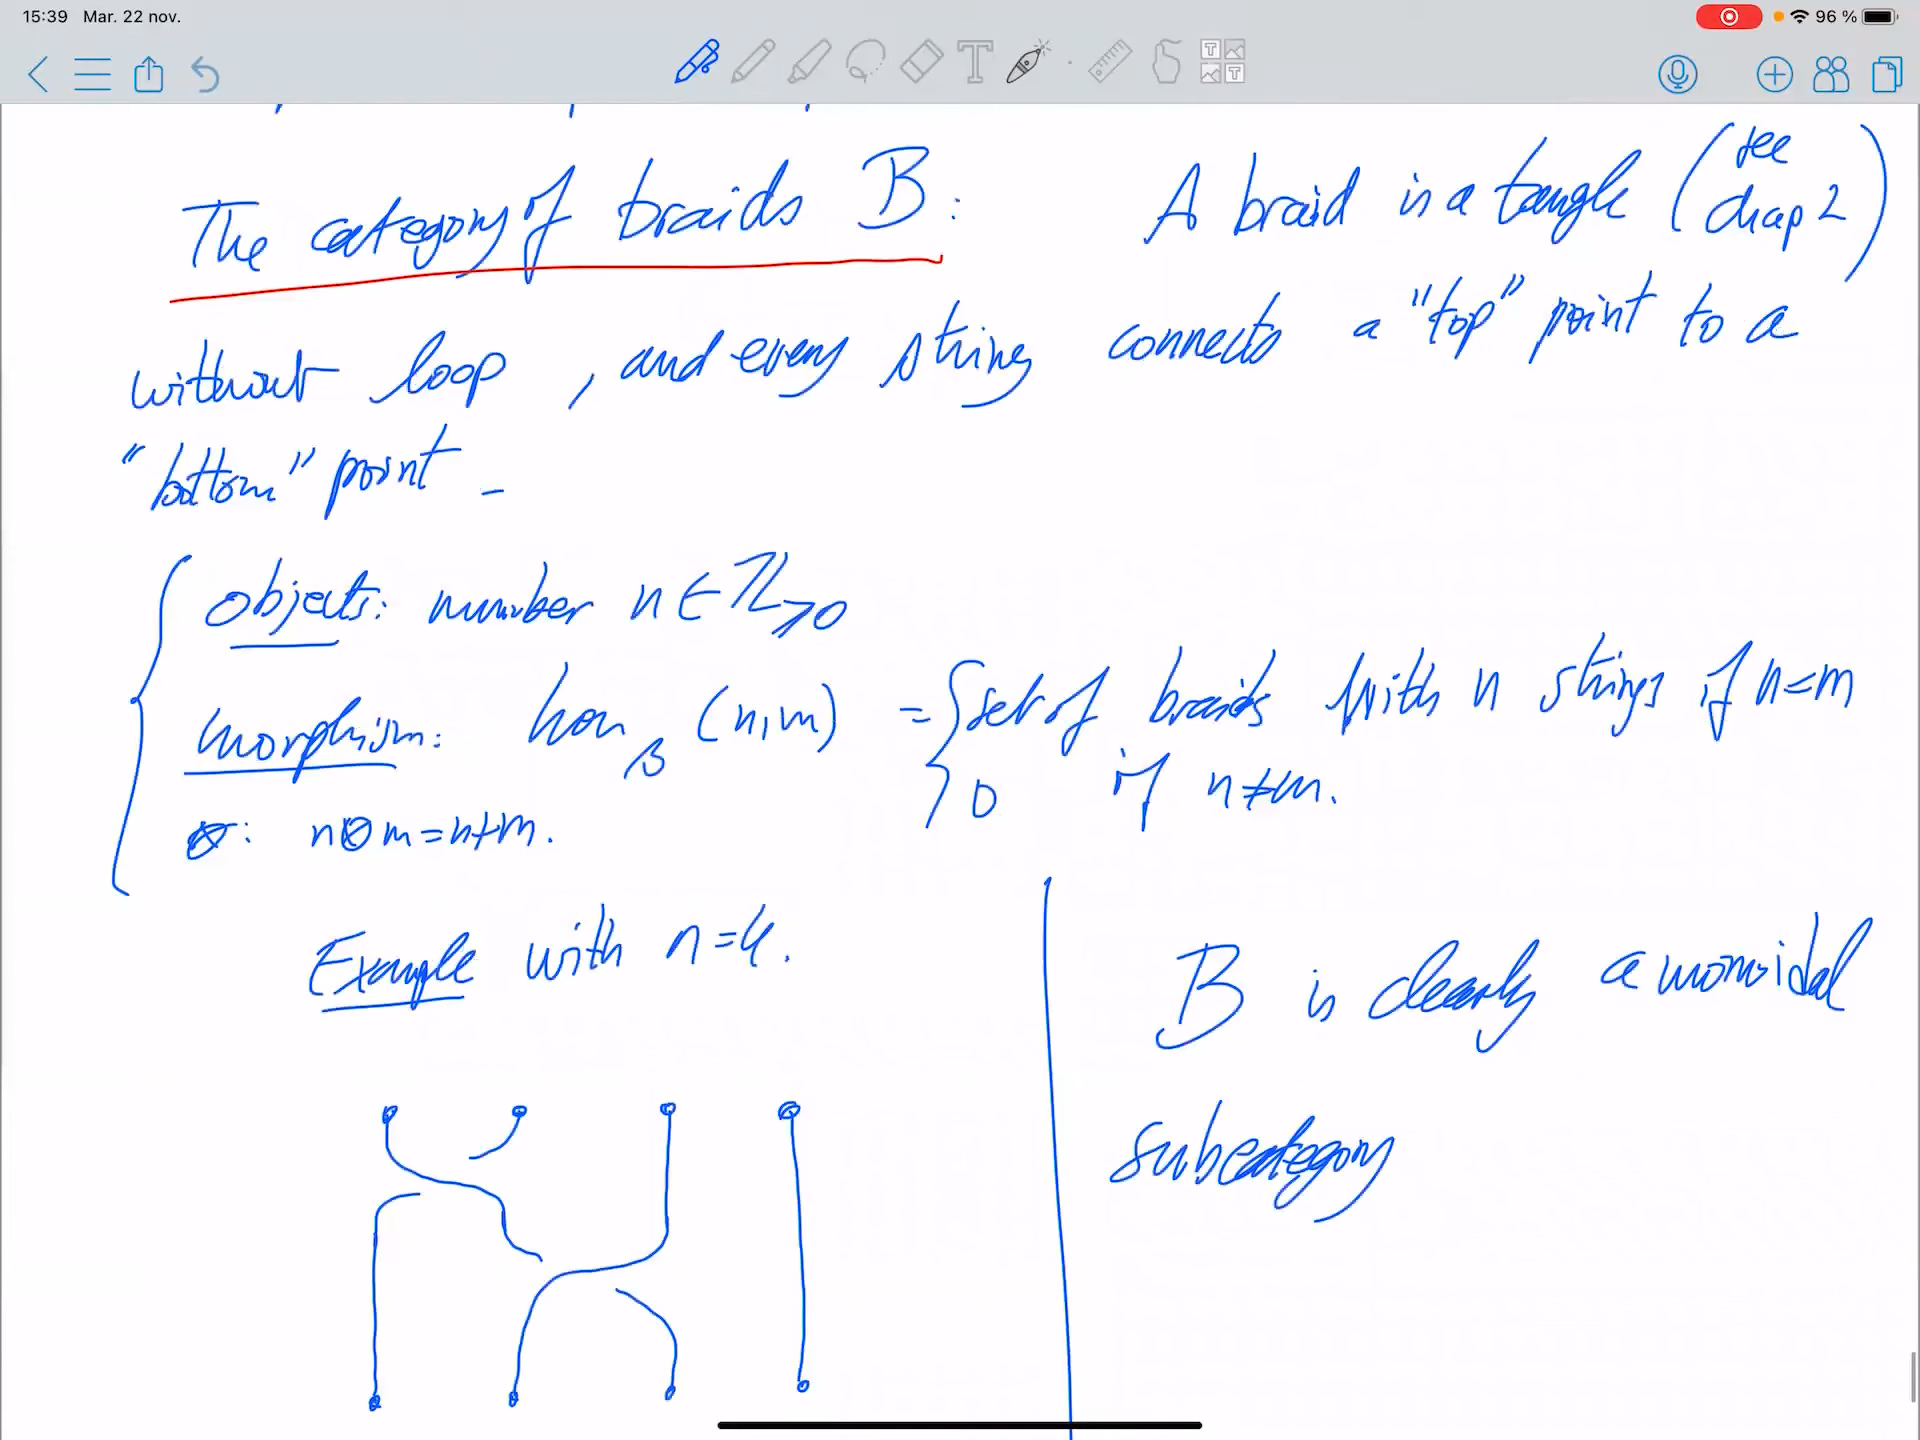 15:39 Mar. 22 nov. 96 %
The category of braids B : A braid is a tangle (see chap 2)
without loop , and every string connects a "top" point to a
"bottom" point -
objects: number n ∈ ℤ⩾0
morphism: hom_B (n,m) = { set of braids with n strings if n=m
0 if n≠m.
⊗: n⊗m=n+m.
Example with n=4.
B is clearly a monoidal
subcategory